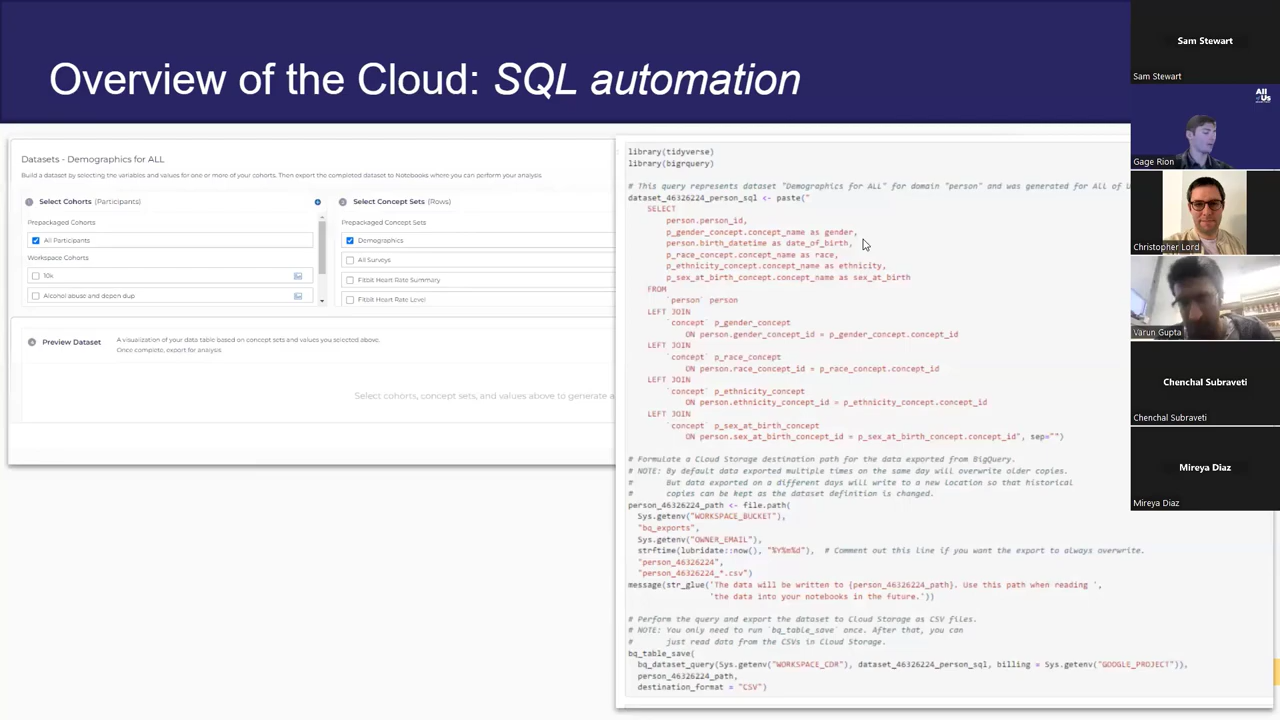 Overview of the Cloud: SQL automation
Datasets - Demographics for ALL
Build a dataset by selecting the variables and values for one or more of your cohorts. Then export the completed dataset to Notebooks where you can perform your analysis.
Select Cohorts (Participants)
Prepackaged Cohorts
All Participants
Workspace Cohorts
10k
Alcohol abuse and depen dup
Select Concept Sets (Rows)
Prepackaged Concept Sets
Demographics
All Surveys
Fitbit Heart Rate Summary
Fitbit Heart Rate Level
Preview Dataset
A visualization of your data table based on concept sets and values you selected above.
Once complete, export for analysis
Select cohorts, concept sets, and values above to generate a
library(tidyverse)
library(bigrquery)
# This query represents dataset "Demographics for ALL" for domain "person" and was generated for All of U
dataset_46326224_person_sql <- paste("
SELECT
person.person_id,
p_gender_concept.concept_name as gender,
person.birth_datetime as date_of_birth,
p_race_concept.concept_name as race,
p_ethnicity_concept.concept_name as ethnicity,
p_sex_at_birth_concept.concept_name as sex_at_birth
FROM
`person` person
LEFT JOIN
`concept` p_gender_concept
ON person.gender_concept_id = p_gender_concept.concept_id
LEFT JOIN
`concept` p_race_concept
ON person.race_concept_id = p_race_concept.concept_id
LEFT JOIN
`concept` p_ethnicity_concept
ON person.ethnicity_concept_id = p_ethnicity_concept.concept_id
LEFT JOIN
`concept` p_sex_at_birth_concept
ON person.sex_at_birth_concept_id = p_sex_at_birth_concept.concept_id", sep="")
# Formulate a Cloud Storage destination path for the data exported from BigQuery.
# NOTE: By default data exported multiple times on the same day will overwrite older copies.
# But data exported on a different days will write to a new location so that historical
# copies can be kept as the dataset definition is changed.
person_46326224_path <- file.path(
Sys.getenv("WORKSPACE_BUCKET"),
"bq_exports",
Sys.getenv("OWNER_EMAIL"),
strftime(lubridate::now(), "%Y%m%d"), # Comment out this line if you want the export to always overwrite.
"person_46326224",
"person_46326224_*.csv")
message(str_glue('The data will be written to {person_46326224_path}. Use this path when reading ',
'the data into your notebooks in the future.'))
# Perform the query and export the dataset to Cloud Storage as CSV files.
# NOTE: You only need to run `bq_table_save` once. After that, you can
# just read data from the CSVs in Cloud Storage.
bq_table_save(
bq_dataset_query(Sys.getenv("WORKSPACE_CDR"), dataset_46326224_person_sql, billing = Sys.getenv("GOOGLE_PROJECT")),
person_46326224_path,
destination_format = "CSV")
Sam Stewart
Sam Stewart
All of Us
Gage Rion
Christopher Lord
Varun Gupta
Chenchal Subraveti
Chenchal Subraveti
Mireya Diaz
Mireya Diaz